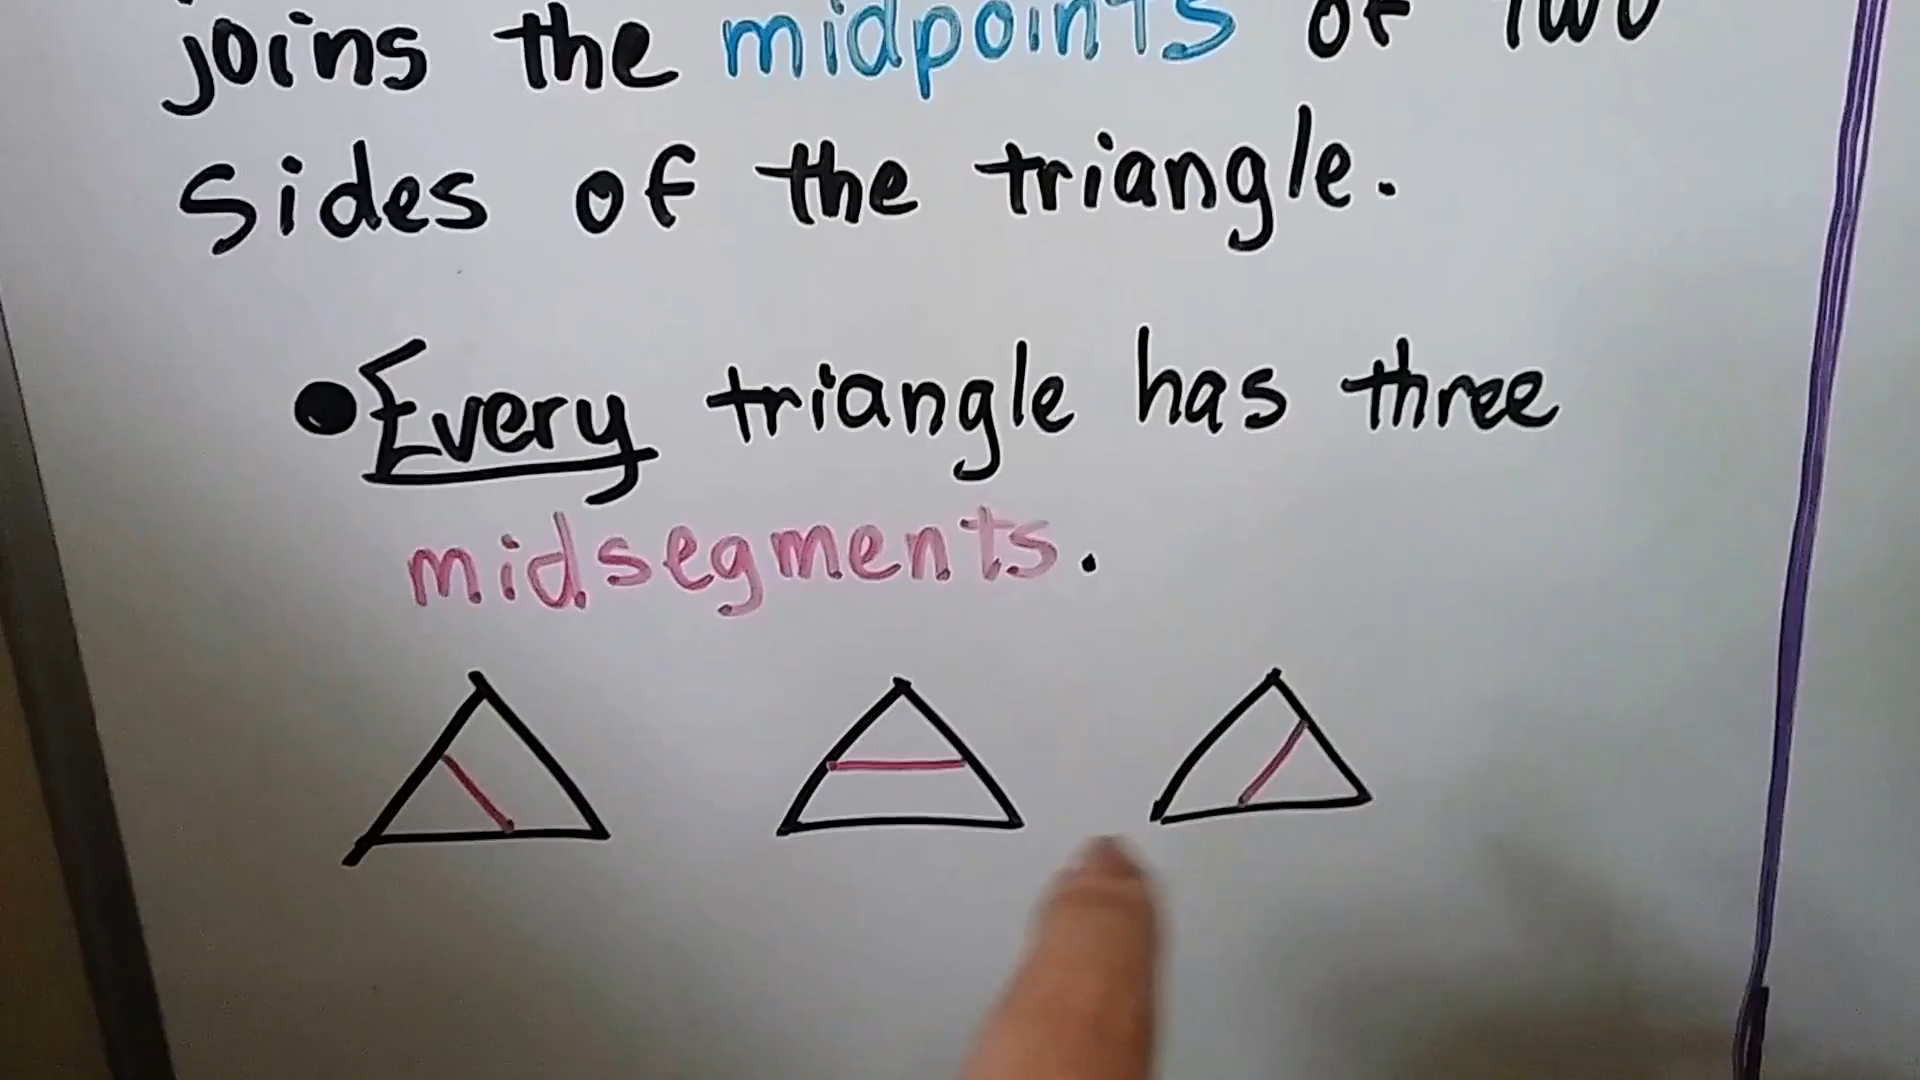 joins the midpoints of two
sides of the triangle.
•Every triangle has three
midsegments.